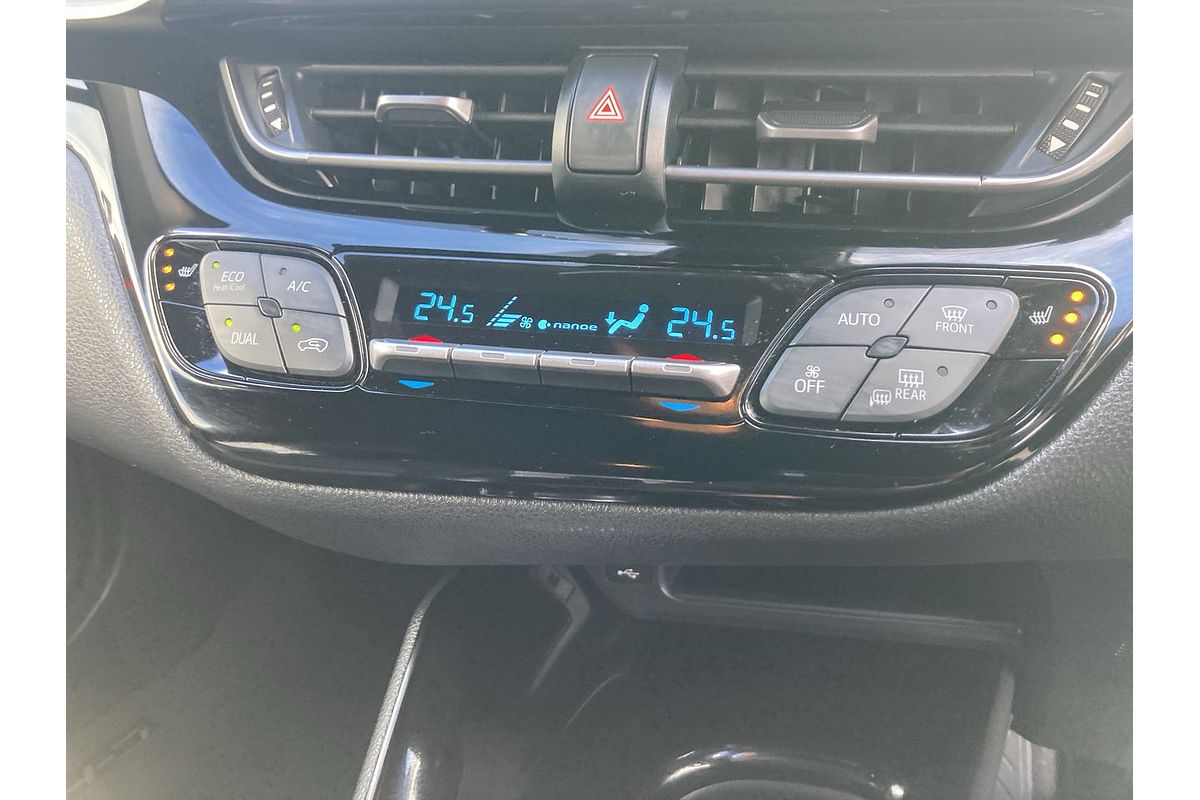 ECO
Heat/Cool
A/C
DUAL
24.5
nanoe
24.5
AUTO
FRONT
OFF
REAR